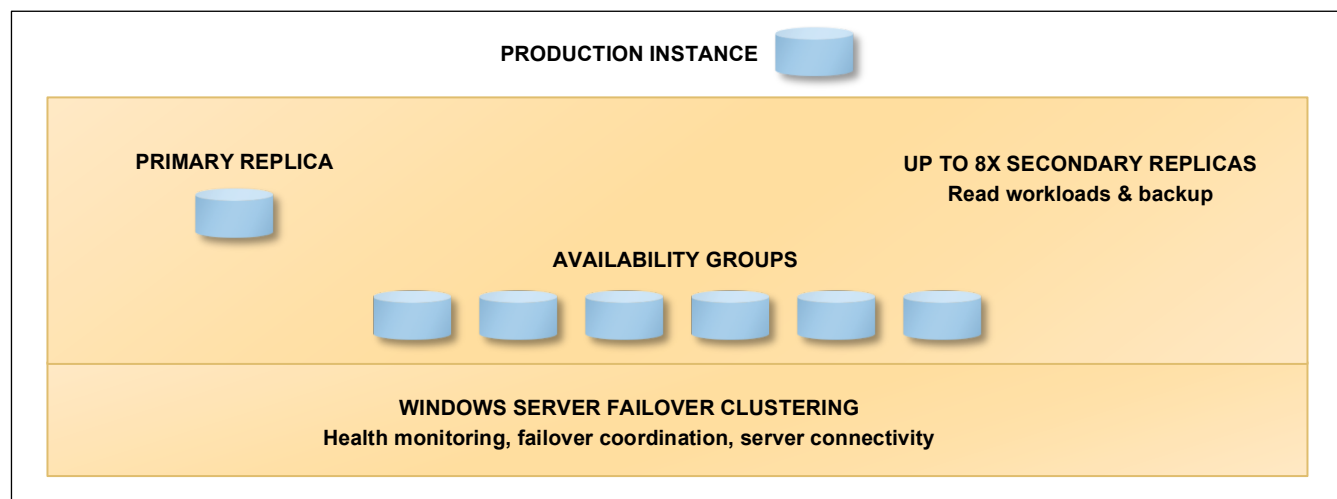 PRODUCTION INSTANCE
PRIMARY REPLICA
UP TO 8X SECONDARY REPLICAS
Read workloads & backup
AVAILABILITY GROUPS
WINDOWS SERVER FAILOVER CLUSTERING
Health monitoring, failover coordination, server connectivity